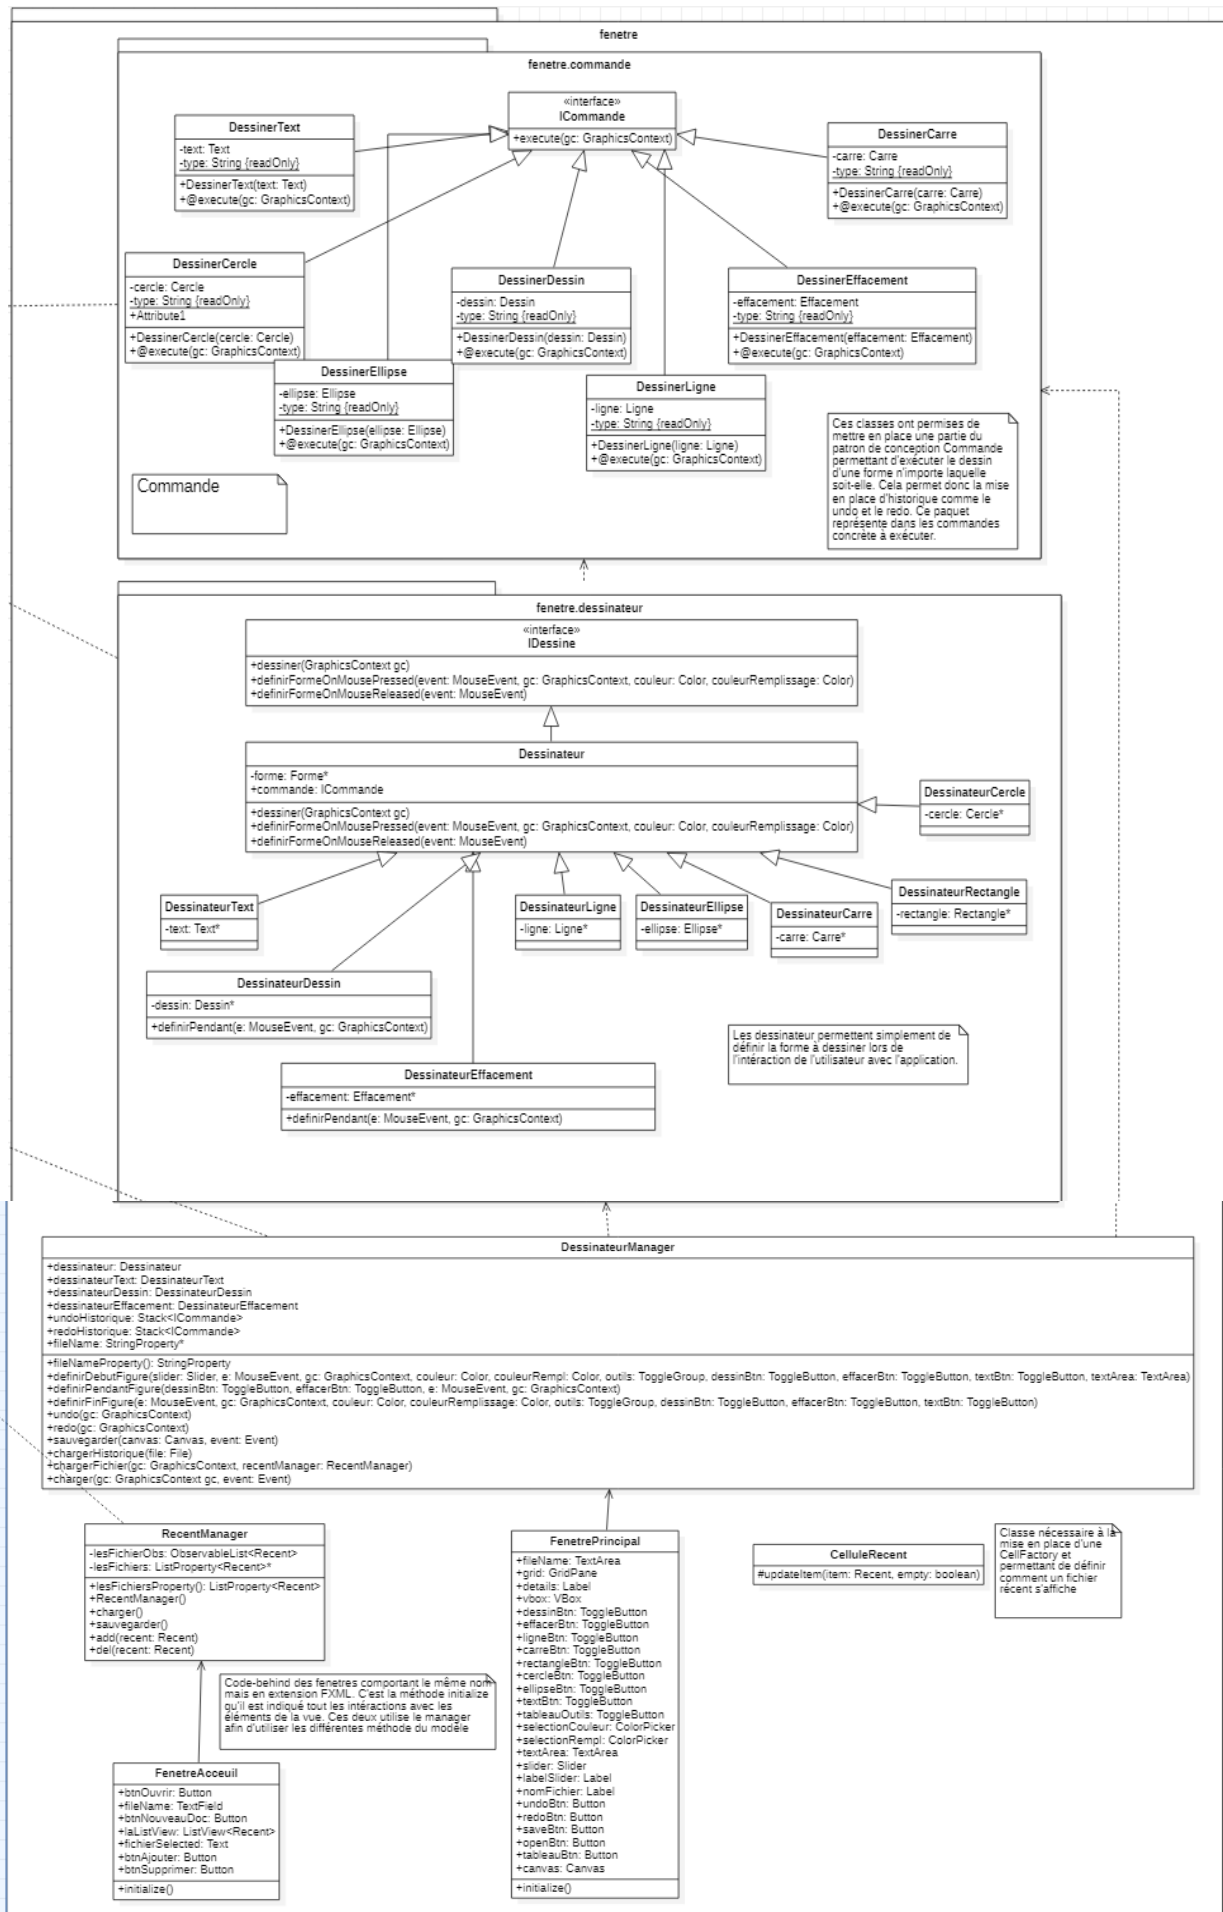 fenetre
fenetre.commande
«interface»
ICommande
+execute(gc: GraphicsContext)
DessinerText
-text: Text
-type: String {readOnly}
+DessinerText(text: Text)
+@execute(gc: GraphicsContext)
DessinerCarre
-carre: Carre
-type: String {readOnly}
+DessinerCarre(carre: Carre)
+@execute(gc: GraphicsContext)
DessinerCercle
-cercle: Cercle
-type: String {readOnly}
+Attribute1
+DessinerCercle(cercle: Cercle)
+@execute(gc: GraphicsContext)
DessinerDessin
-dessin: Dessin
-type: String {readOnly}
+DessinerDessin(dessin: Dessin)
+@execute(gc: GraphicsContext)
DessinerEffacement
-effacement: Effacement
-type: String {readOnly}
+DessinerEffacement(effacement: Effacement)
+@execute(gc: GraphicsContext)
DessinerEllipse
-ellipse: Ellipse
-type: String {readOnly}
+DessinerEllipse(ellipse: Ellipse)
+@execute(gc: GraphicsContext)
DessinerLigne
-ligne: Ligne
-type: String {readOnly}
+DessinerLigne(ligne: Ligne)
+@execute(gc: GraphicsContext)
Commande
Ces classes ont permises de
mettre en place une partie du
patron de conception Commande
permettant d'exécuter le dessin
d'une forme n'importe laquelle
soit-elle. Cela permet donc la mise
en place d'historique comme le
undo et le redo. Ce paquet
représente dans les commandes
concrète à exécuter.
fenetre.dessinateur
«interface»
IDessine
+dessiner(GraphicsContext gc)
+definirFormeOnMousePressed(event: MouseEvent, gc: GraphicsContext, couleur: Color, couleurRemplissage: Color)
+definirFormeOnMouseReleased(event: MouseEvent)
Dessinateur
-forme: Forme*
+commande: ICommande
+dessiner(GraphicsContext gc)
+definirFormeOnMousePressed(event: MouseEvent, gc: GraphicsContext, couleur: Color, couleurRemplissage: Color)
+definirFormeOnMouseReleased(event: MouseEvent)
DessinateurCercle
-cercle: Cercle*
DessinateurText
-text: Text*
DessinateurLigne
-ligne: Ligne*
DessinateurEllipse
-ellipse: Ellipse*
DessinateurCarre
-carre: Carre*
DessinateurRectangle
-rectangle: Rectangle*
DessinateurDessin
-dessin: Dessin*
+definirPendant(e: MouseEvent, gc: GraphicsContext)
DessinateurEffacement
-effacement: Effacement*
+definirPendant(e: MouseEvent, gc: GraphicsContext)
Les dessinateur permettent simplement de
définir la forme à dessiner lors de
l'intéraction de l'utilisateur avec l'application.
DessinateurManager
+dessinateur: Dessinateur
+dessinateurText: DessinateurText
+dessinateurDessin: DessinateurDessin
+dessinateurEffacement: DessinateurEffacement
+undoHistorique: Stack<ICommande>
+redoHistorique: Stack<ICommande>
+fileName: StringProperty*
+fileNameProperty(): StringProperty
+definirDebutFigure(slider: Slider, e: MouseEvent, gc: GraphicsContext, couleur: Color, couleurRempl: Color, outils: ToggleGroup, dessinBtn: ToggleButton, effacerBtn: ToggleButton, textBtn: ToggleButton, textArea: TextArea)
+definirPendantFigure(dessinBtn: ToggleButton, effacerBtn: ToggleButton, e: MouseEvent, gc: GraphicsContext)
+definirFinFigure(e: MouseEvent, gc: GraphicsContext, couleur: Color, couleurRemplissage: Color, outils: ToggleGroup, dessinBtn: ToggleButton, effacerBtn: ToggleButton, textBtn: ToggleButton)
+undo(gc: GraphicsContext)
+redo(gc: GraphicsContext)
+sauvegarder(canvas: Canvas, event: Event)
+chargerHistorique(file: File)
+chargerFichier(gc: GraphicsContext, recentManager: RecentManager)
+charger(gc: GraphicsContext gc, event: Event)
RecentManager
-lesFichierObs: ObservableList<Recent>
-lesFichiers: ListProperty<Recent>*
+lesFichiersProperty(): ListProperty<Recent>
+RecentManager()
+charger()
+sauvegarder()
+add(recent: Recent)
+del(recent: Recent)
FenetrePrincipal
+fileName: TextArea
+grid: GridPane
+details: Label
+vbox: VBox
+dessinBtn: ToggleButton
+effacerBtn: ToggleButton
+ligneBtn: ToggleButton
+carreBtn: ToggleButton
+rectangleBtn: ToggleButton
+cercleBtn: ToggleButton
+ellipseBtn: ToggleButton
+textBtn: ToggleButton
+tableauOutils: ToggleButton
+selectionCouleur: ColorPicker
+selectionRempl: ColorPicker
+textArea: TextArea
+slider: Slider
+labelSlider: Label
+nomFichier: Label
+undoBtn: Button
+redoBtn: Button
+saveBtn: Button
+openBtn: Button
+tableauBtn: Button
+canvas: Canvas
+initialize()
CelluleRecent
#updateItem(item: Recent, empty: boolean)
Classe nécessaire à la
mise en place d'une
CellFactory et
permettant de définir
comment un fichier
récent s'affiche
Code-behind des fenetres comportant le même nom
mais en extension FXML. C'est la méthode initialize
qu'il est indiqué tout les intéractions avec les
éléments de la vue. Ces deux utilise le manager
afin d'utiliser les différentes méthode du modèle
FenetreAcceuil
+btnOuvrir: Button
+fileName: TextField
+btnNouveauDoc: Button
+laListView: ListView<Recent>
+fichierSelected: Text
+btnAjouter: Button
+btnSupprimer: Button
+initialize()